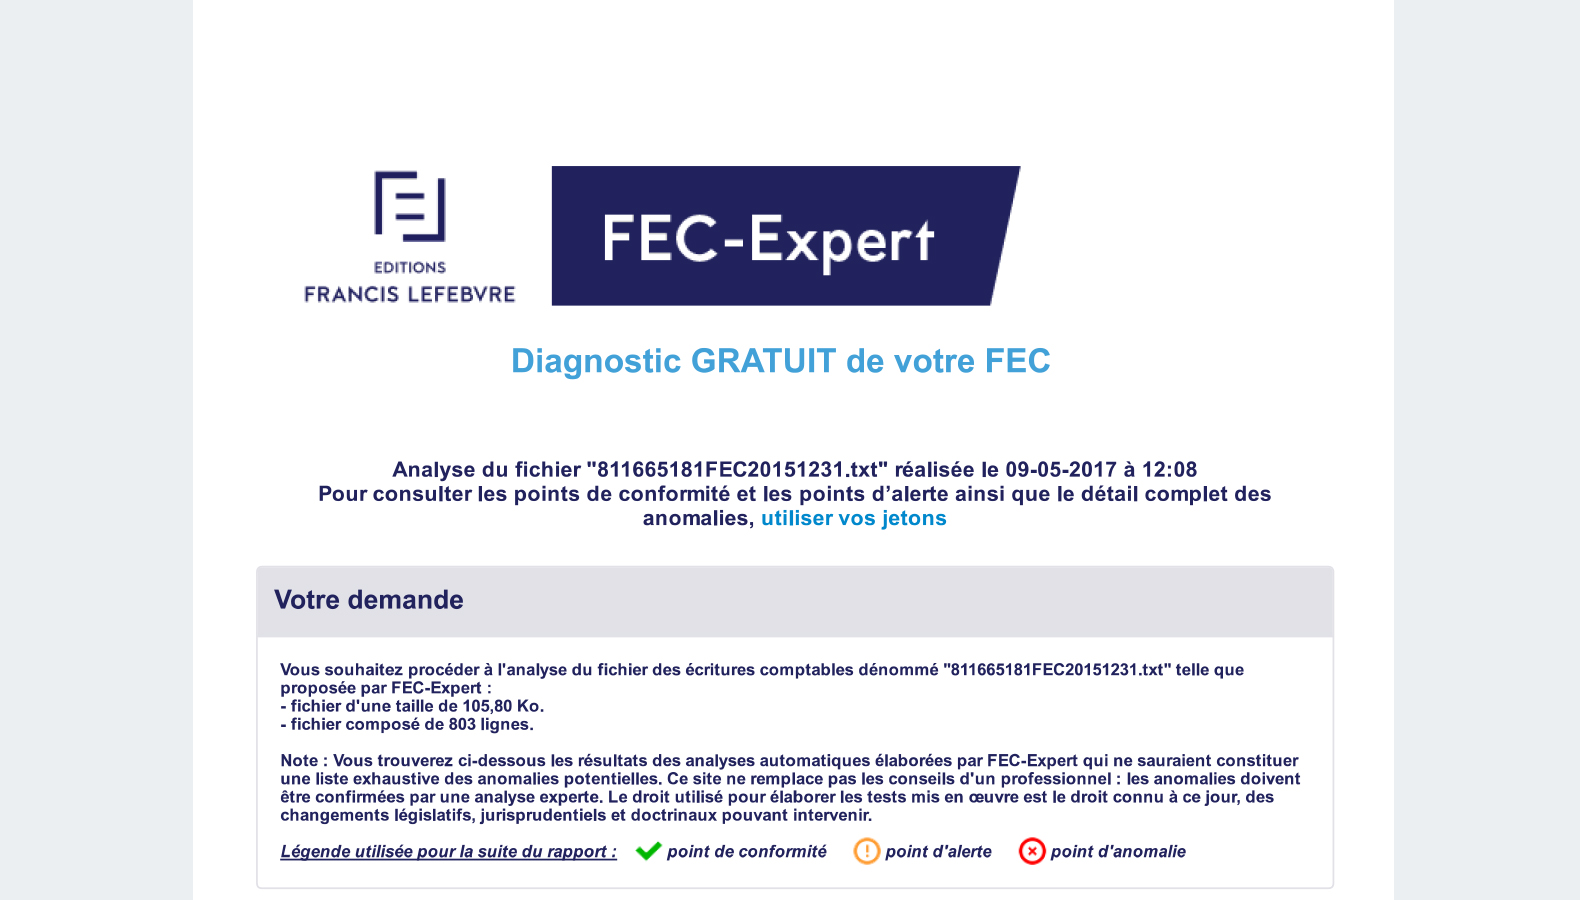 EDITIONS
FRANCIS LEFEBVRE
FEC-Expert
Diagnostic GRATUIT de votre FEC
Analyse du fichier "811665181FEC20151231.txt" réalisée le 09-05-2017 à 12:08
Pour consulter les points de conformité et les points d’alerte ainsi que le détail complet des
anomalies, utiliser vos jetons
Votre demande
Vous souhaitez procéder à l'analyse du fichier des écritures comptables dénommé "811665181FEC20151231.txt" telle que
proposée par FEC-Expert :
- fichier d'une taille de 105,80 Ko.
- fichier composé de 803 lignes.
Note : Vous trouverez ci-dessous les résultats des analyses automatiques élaborées par FEC-Expert qui ne sauraient constituer
une liste exhaustive des anomalies potentielles. Ce site ne remplace pas les conseils d'un professionnel : les anomalies doivent
être confirmées par une analyse experte. Le droit utilisé pour élaborer les tests mis en œuvre est le droit connu à ce jour, des
changements législatifs, jurisprudentiels et doctrinaux pouvant intervenir.
Légende utilisée pour la suite du rapport : point de conformité point d'alerte point d'anomalie